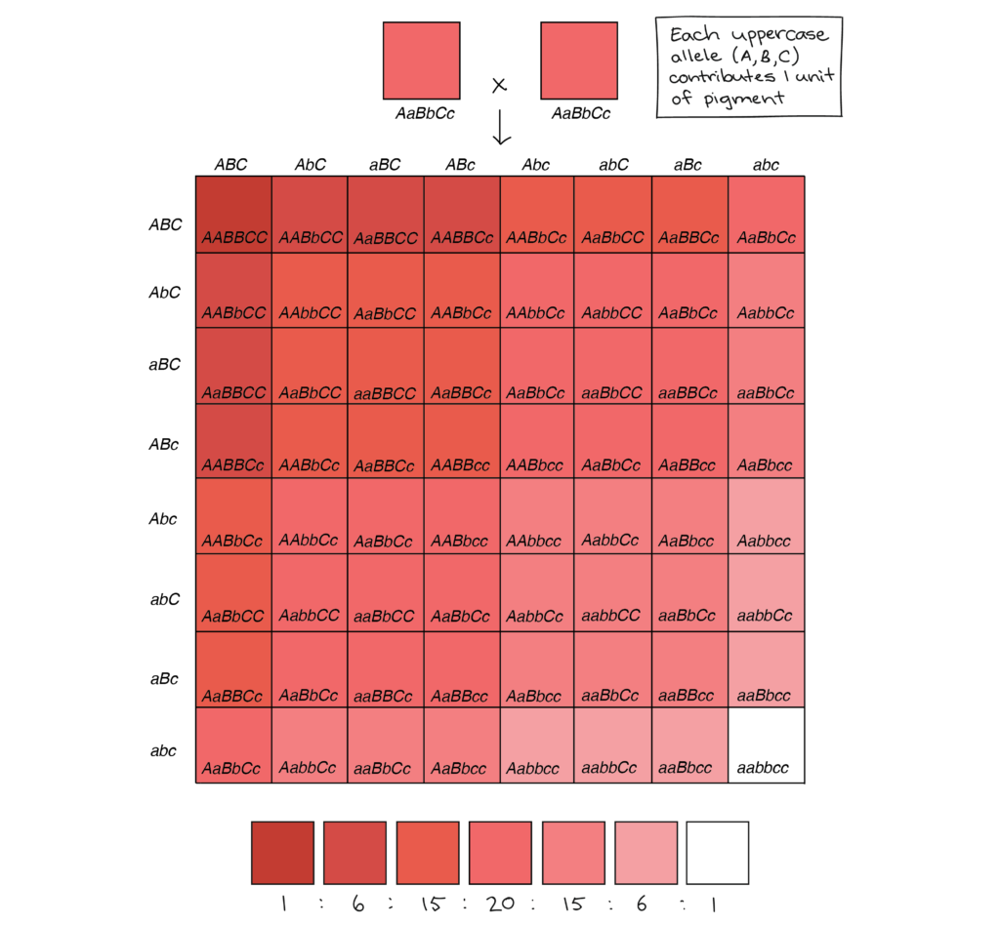 Each uppercase
allele (A,B,C)
contributes 1 unit
of pigment
x
AaBbCc AaBbCc
ABC AbC aBC ABc Abc abC aBc abc
ABC AABBCC AABbCC AaBBCC AABBCc AABbCc AaBbCC AaBBCc AaBbCc
AbC AABbCC AAbbCC AaBbCC AABbCc AAbbCc AabbCC AaBbCc AabbCc
aBC AaBBCC AaBbCC aaBBCC AaBBCc AaBbCc aaBbCC aaBBCc aaBbCc
ABc AABBCc AABbCc AaBBCc AABBcc AABbcc AaBbCc AaBBcc AaBbcc
Abc AABbCc AAbbCc AaBbCc AABbcc AAbbcc AabbCc AaBbcc Aabbcc
abC AaBbCC AabbCC aaBbCC AaBbCc AabbCc aabbCC aaBbCc aabbCc
aBc AaBBCc AaBbCc aaBBCc AaBBcc AaBbcc aaBbCc aaBBcc aaBbcc
abc AaBbCc AabbCc aaBbCc AaBbcc Aabbcc aabbCc aaBbcc aabbcc
1 : 6 : 15 : 20 : 15 : 6 : 1